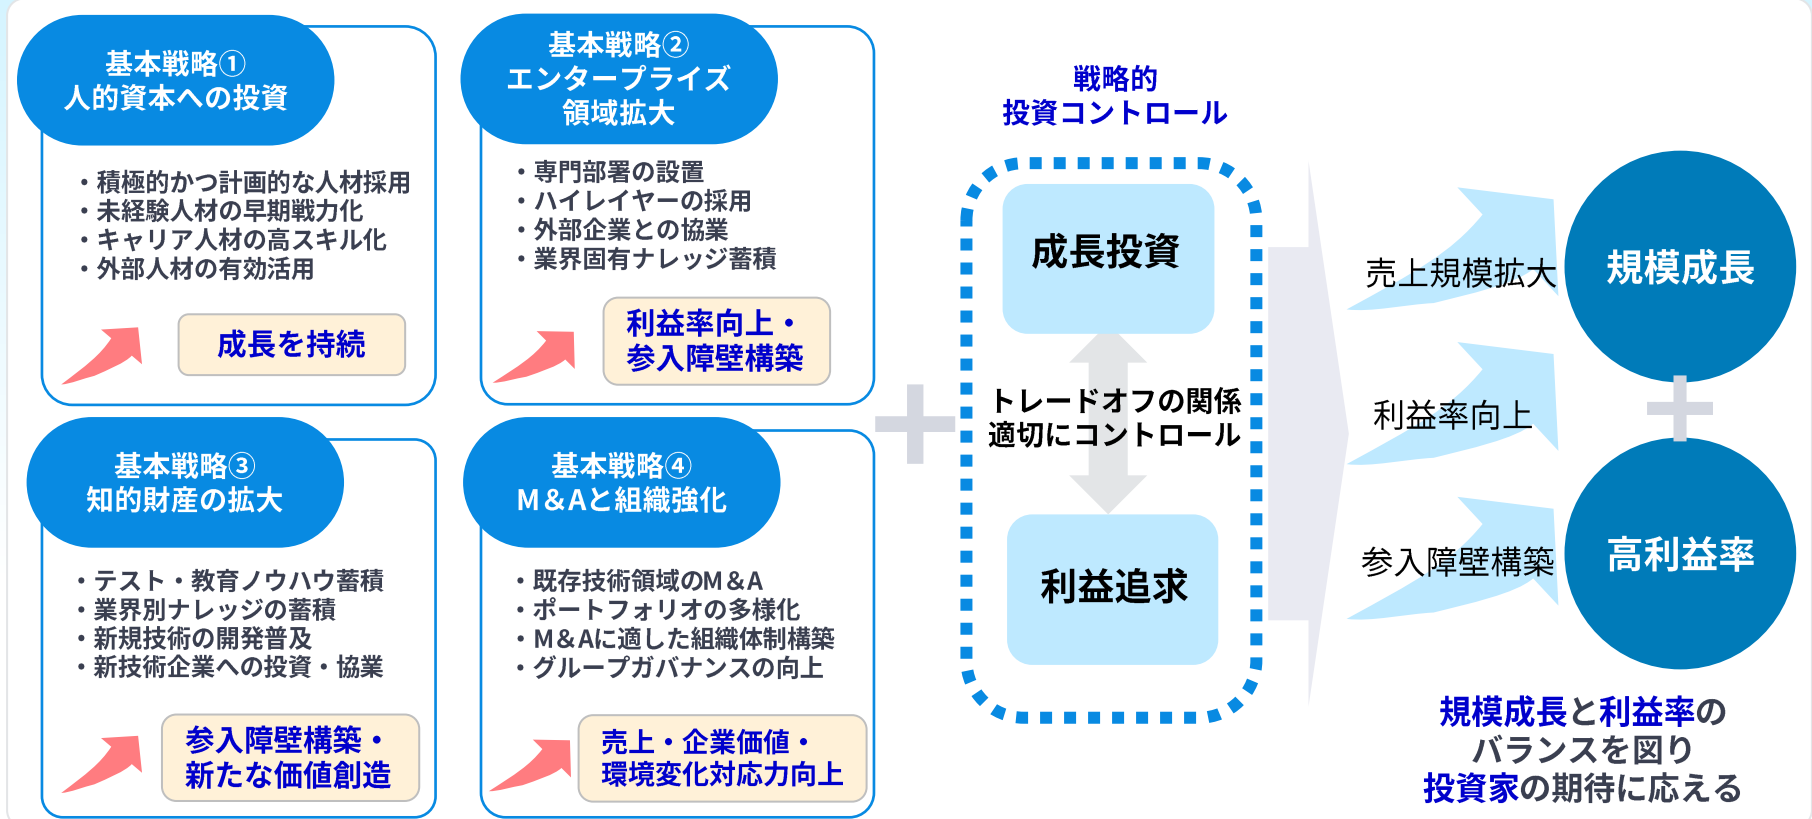 基本戦略①
人的資本への投資
・積極的かつ計画的な人材採用
・未経験人材の早期戦力化
・キャリア人材の高スキル化
・外部人材の有効活用
成長を持続
基本戦略②
エンタープライズ
領域拡大
・専門部署の設置
・ハイレイヤーの採用
・外部企業との協業
・業界固有ナレッジ蓄積
利益率向上・
参入障壁構築
基本戦略③
知的財産の拡大
・テスト・教育ノウハウ蓄積
・業界別ナレッジの蓄積
・新規技術の開発普及
・新技術企業への投資・協業
参入障壁構築・
新たな価値創造
基本戦略④
M＆Aと組織強化
・既存技術領域のM＆A
・ポートフォリオの多様化
・M＆Aに適した組織体制構築
・グループガバナンスの向上
売上・企業価値・
環境変化対応力向上
戦略的
投資コントロール
成長投資
トレードオフの関係
適切にコントロール
利益追求
売上規模拡大
利益率向上
参入障壁構築
規模成長
高利益率
規模成長と利益率の
バランスを図り
投資家の期待に応える